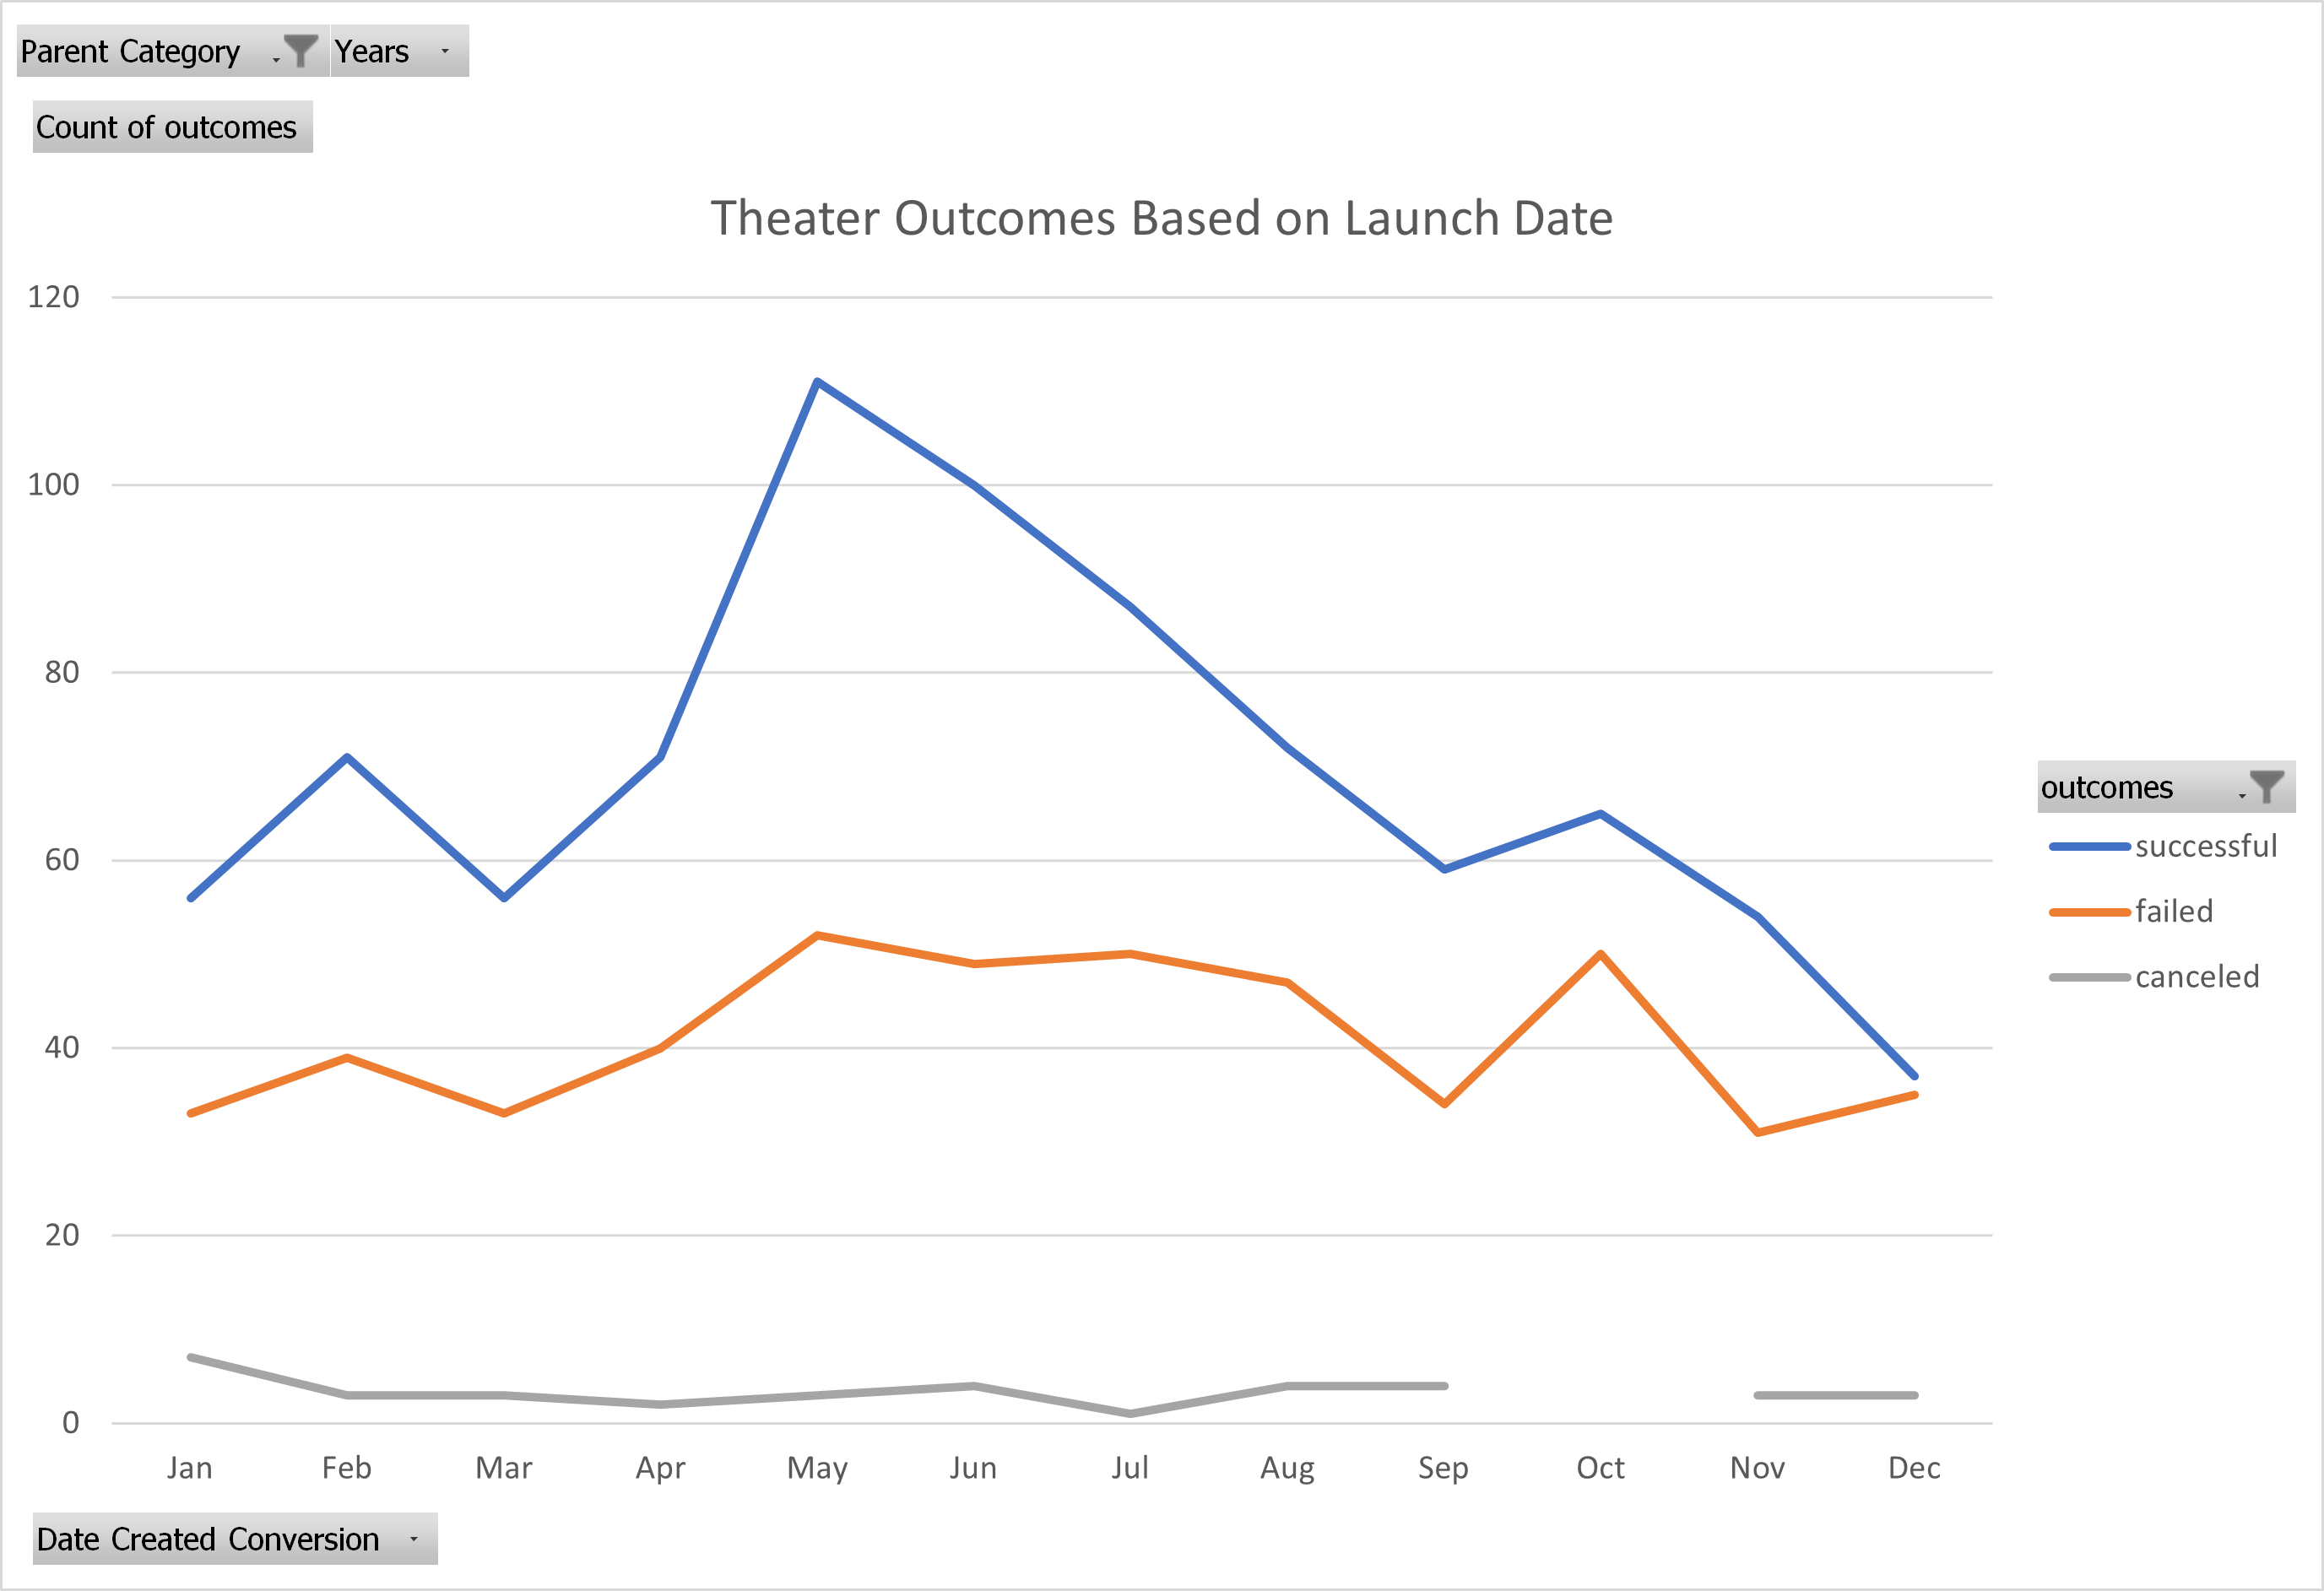 Parent Category Years
Count of outcomes
Theater Outcomes Based on Launch Date
120
100
80
60
40
20
0
Jan Feb Mar Apr May Jun Jul Aug Sep Oct Nov Dec
outcomes
successful
failed
canceled
Date Created Conversion